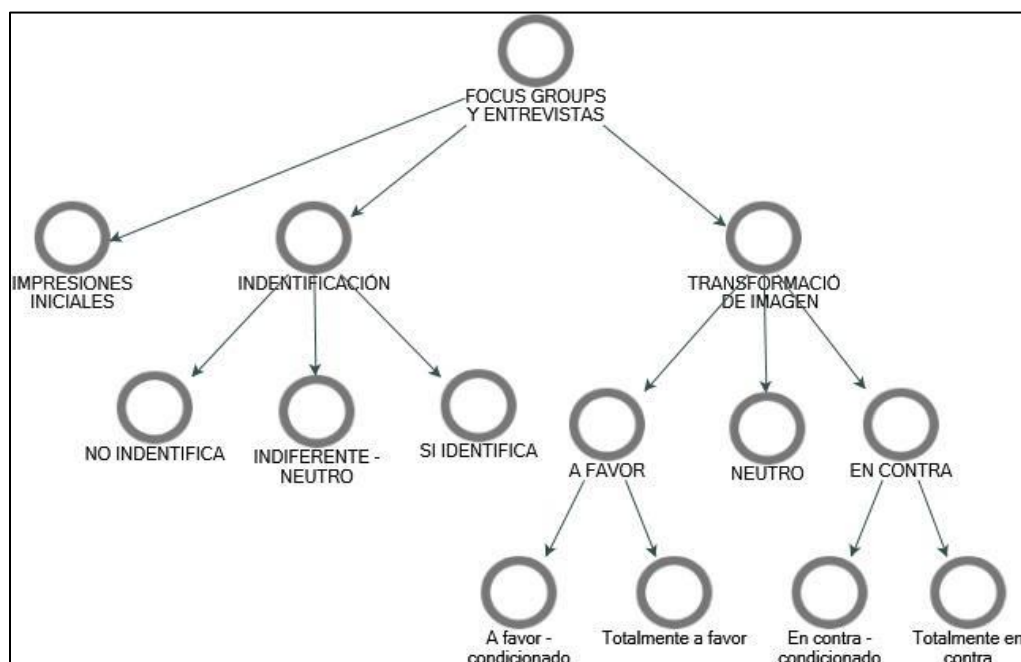 FOCUS GROUPS
Y ENTREVISTAS
IMPRESIONES
INICIALES
INDENTIFICACIÓN
TRANSFORMACIÓ
DE IMAGEN
NO INDENTIFICA
INDIFERENTE -
NEUTRO
SI IDENTIFICA
A FAVOR
NEUTRO
EN CONTRA
A favor -
condicionado
Totalmente a favor
En contra -
condicionado
Totalmente en
contra